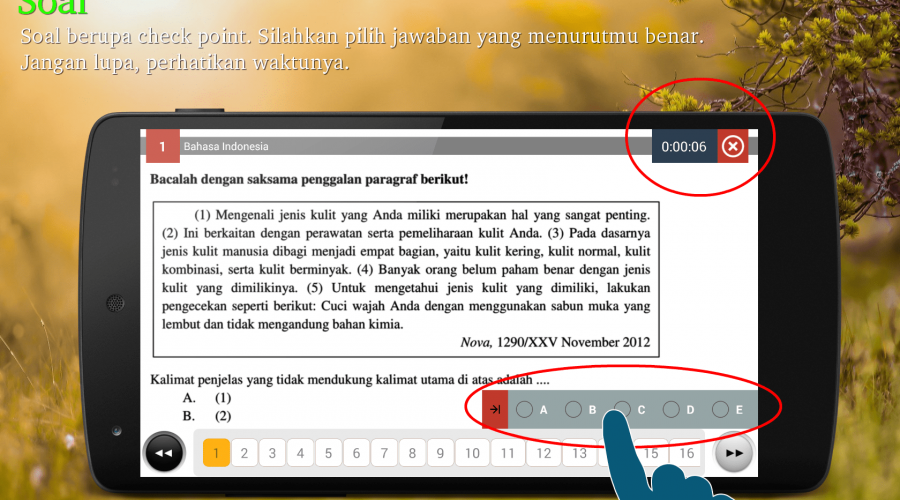 Soal
Soal berupa check point. Silahkan pilih jawaban yang menurutmu benar.
Jangan lupa, perhatikan waktunya.
1 Bahasa Indonesia 0:00:06
Bacalah dengan saksama penggalan paragraf berikut!
(1) Mengenali jenis kulit yang Anda miliki merupakan hal yang sangat penting.
(2) Ini berkaitan dengan perawatan serta pemeliharaan kulit Anda. (3) Pada dasarnya
jenis kulit manusia dibagi menjadi empat bagian, yaitu kulit kering, kulit normal, kulit
kombinasi, serta kulit berminyak. (4) Banyak orang belum paham benar dengan jenis
kulit yang dimilikinya. (5) Untuk mengetahui jenis kulit yang dimiliki, lakukan
pengecekan seperti berikut: Cuci wajah Anda dengan menggunakan sabun muka yang
lembut dan tidak mengandung bahan kimia.
Nova, 1290/XXV November 2012
Kalimat penjelas yang tidak mendukung kalimat utama di atas adalah ....
A. (1)
B. (2)
A B C D E
1 2 3 4 5 6 7 8 9 10 11 12 13 15 16